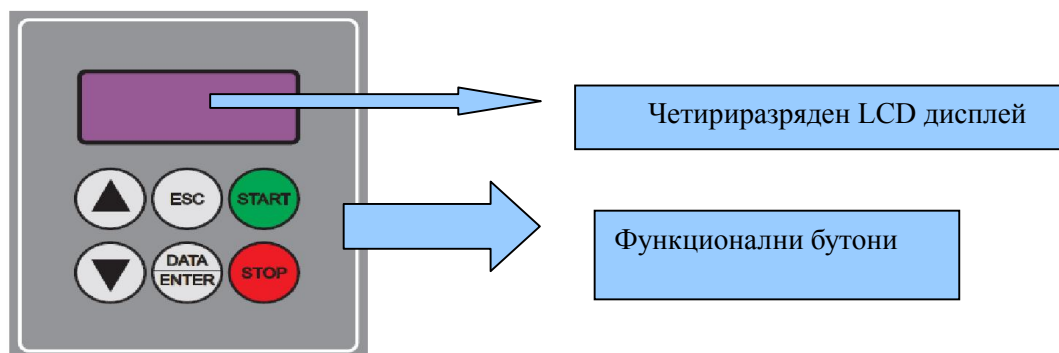 Четириразряден LCD дисплей
ESC
START
Функционални бутони
DATA
ENTER
STOP